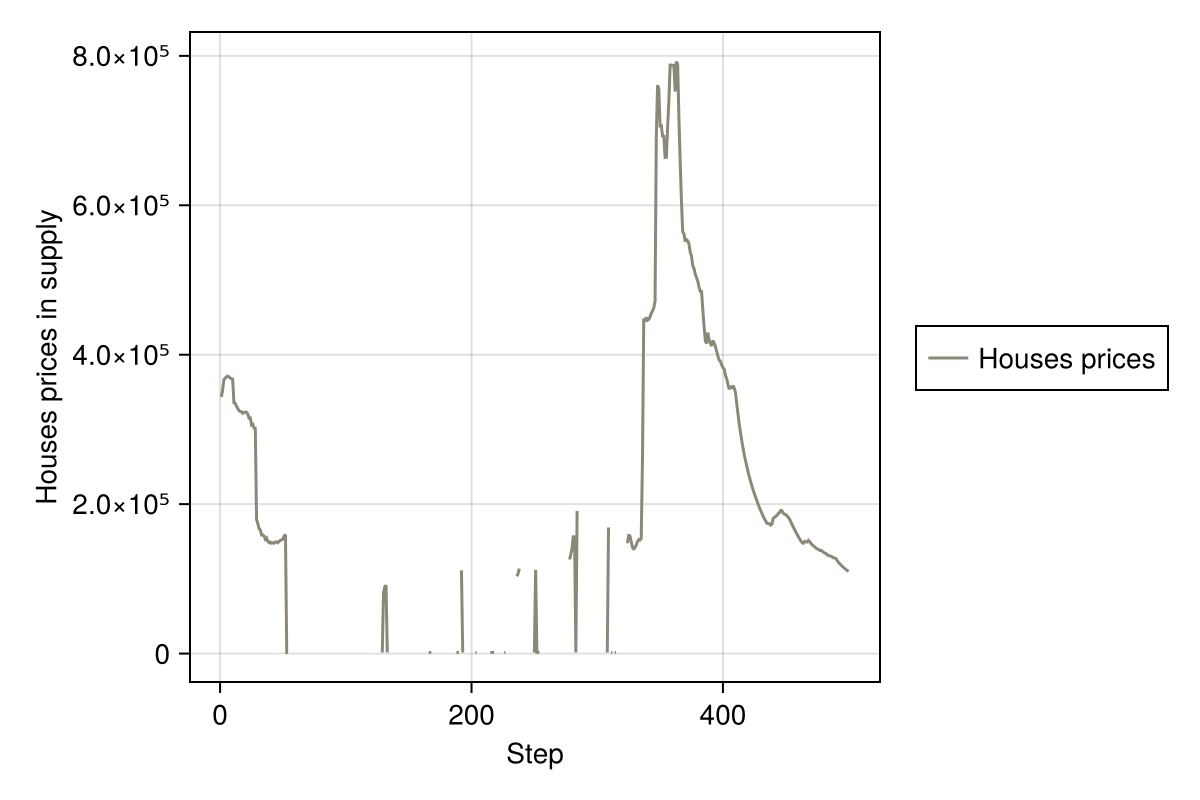 8.0×10⁵
6.0×10⁵
4.0×10⁵
2.0×10⁵
0
0 200 400
Houses prices in supply
Step
Houses prices